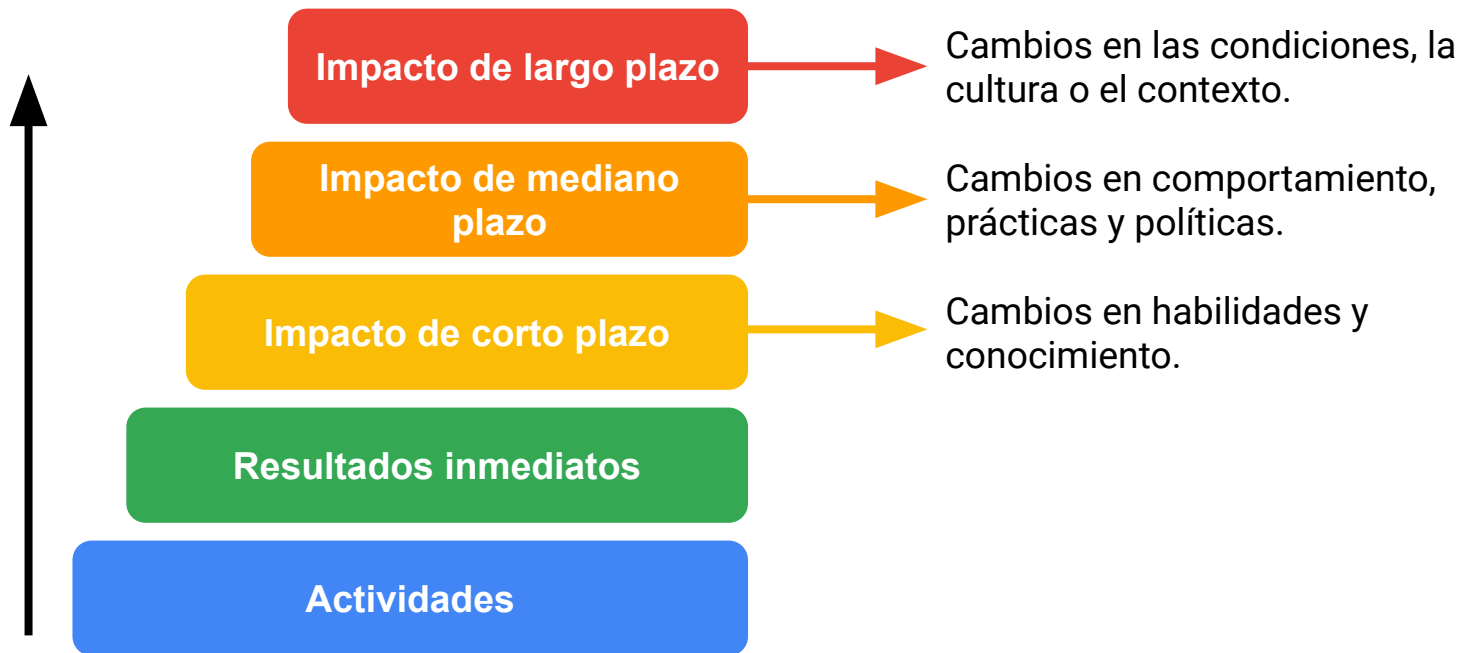 Impacto de largo plazo
Cambios en las condiciones, la
cultura o el contexto.
Impacto de mediano
plazo
Cambios en comportamiento,
prácticas y políticas.
Impacto de corto plazo
Cambios en habilidades y
conocimiento.
Resultados inmediatos
Actividades